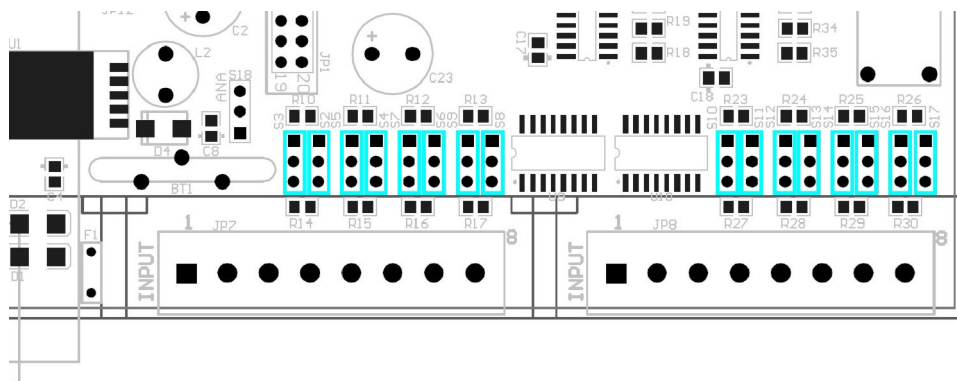 JP12
C2
R19
R34
U1
L2
JP1
C17
R18
R35
S18
ANA
19
20
C23
C18
R10
R11
R12
R13
R23
R24
R25
R26
S3
S2
S5
S4
S7
S6
S9
S8
S10
S11
S12
S13
S14
S15
S16
S17
D4
C8
BT1
D2
F1
1
JP7
R14
R15
R16
R17
8
1
JP8
R27
R28
R29
R30
8
D1
INPUT
INPUT